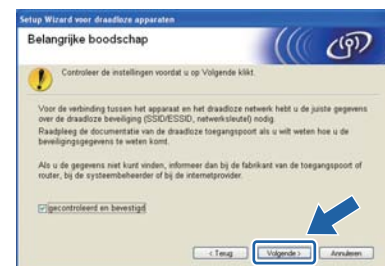 Setup Wizard voor draadloze apparaten
Belangrijke boodschap
Controleer de instellingen voordat u op Volgende klikt.
Voor de verbinding tussen het apparaat en het draadloze netwerk hebt u de juiste gegevens
over de draadloze beveiliging (SSID/ESSID, netwerksleutel) nodig.
Raadpleeg de documentatie van de draadloze toegangspoort als u wilt weten hoe u de
beveiligingsgegevens te weten komt.
Als u de gegevens niet kunt vinden, informeer dan bij de fabrikant van de toegangspoort of
router, bij de systeembeheerder of bij de internetprovider.
gecontroleerd en bevestigd
< Terug Volgende > Annuleren